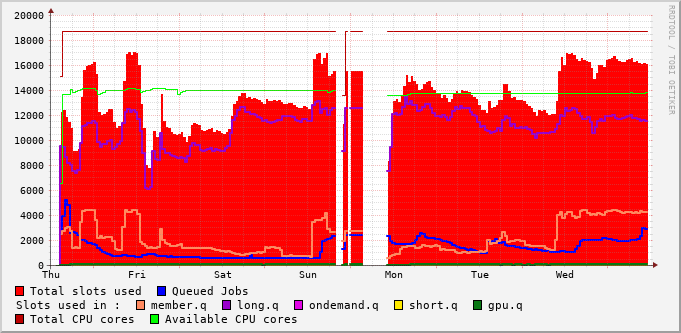 20000
18000
16000
14000
12000
10000
8000
6000
4000
2000
0
Thu Fri Sat Sun Mon Tue Wed
RRDTOOL / TOBI OETIKER
Total slots used Queued Jobs
Slots used in : member.q long.q ondemand.q short.q gpu.q
Total CPU cores Available CPU cores